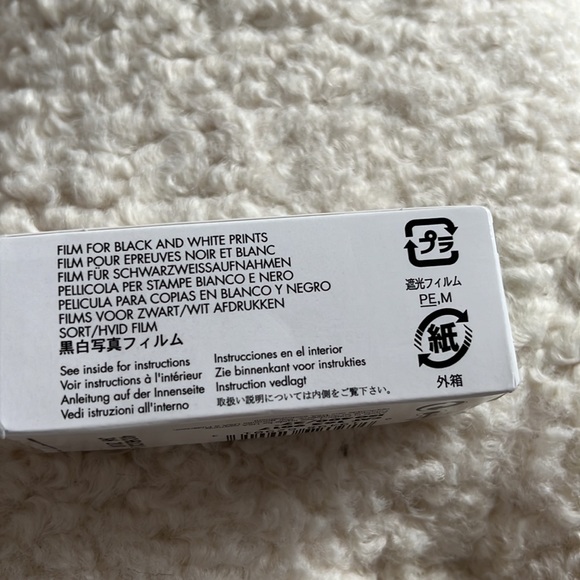 FILM FOR BLACK AND WHITE PRINTS
FILM POUR EPREUVES NOIR ET BLANC
FILM FÜR SCHWARZWEISSAUFNAHMEN
PELLICOLA PER STAMPE BIANCO E NERO
PELICULA PARA COPIAS EN BLANCO Y NEGRO
FILMS VOOR ZWART/WIT AFDRUKKEN
SORT/HVID FILM
黒白写真フィルム
See inside for instructions
Voir instructions à l'intérieur
Anleitung auf der Innenseite
Vedi istruzioni all'interno
Instrucciones en el interior
Zie binnenkant voor instrukties
Instruction vedlagt
取扱い説明については内側をご覧下さい。
プラ
遮光フィルム
PE,M
紙
外箱